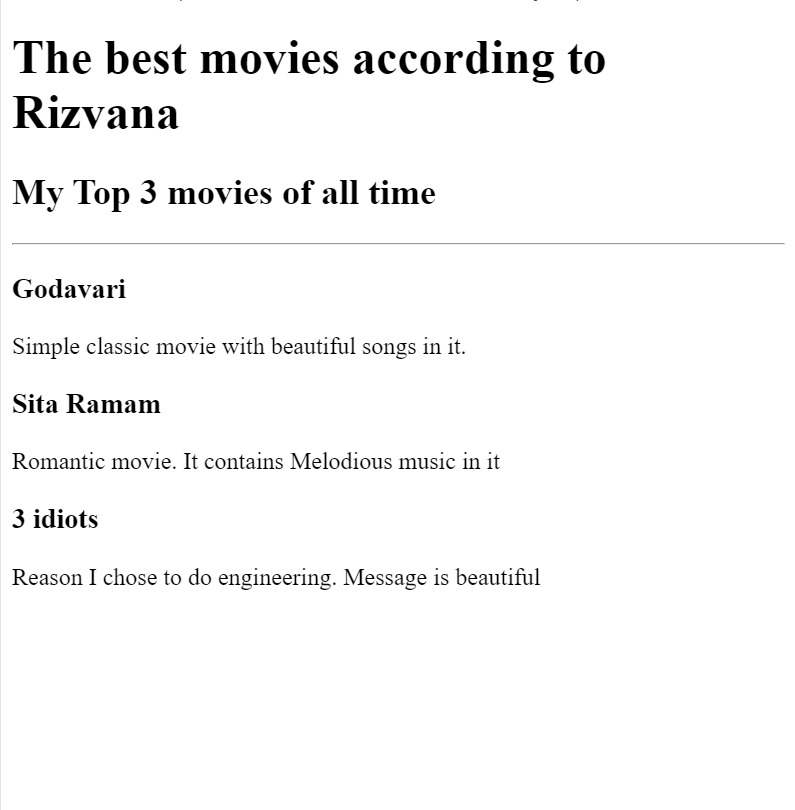 The best movies according to
Rizvana
My Top 3 movies of all time
Godavari
Simple classic movie with beautiful songs in it.
Sita Ramam
Romantic movie. It contains Melodious music in it
3 idiots
Reason I chose to do engineering. Message is beautiful